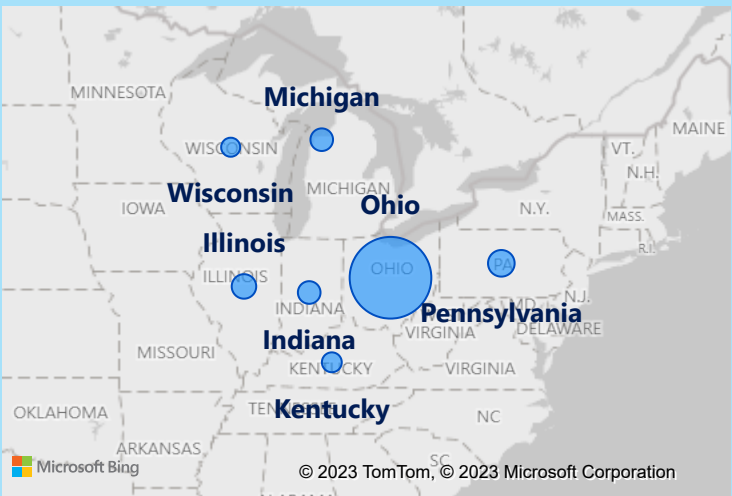 MINNESOTA
Michigan
MAINE
WISCONSIN
VT.
N.H.
Wisconsin
MICHIGAN
IOWA
Ohio
N.Y.
MASS.
R.I.
Illinois
ILLINOIS
OHIO
PA
INDIANA
MD
N.J.
Pennsylvania
DELAWARE
VIRGINIA
Indiana
MISSOURI
KENTUCKY
VIRGINIA
OKLAHOMA
TENNESSEE
Kentucky
NC
ARKANSAS
SC
Microsoft Bing
© 2023 TomTom, © 2023 Microsoft Corporation